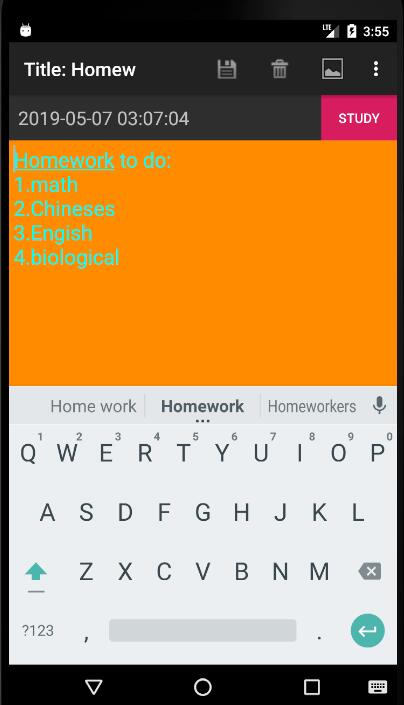 LTE 3:55
Title: Homew
2019-05-07 03:07:04 STUDY
Homework to do:
1.math
2.Chineses
3.Engish
4.biological
Home work Homework Homeworkers
1 2 3 4 5 6 7 8 9 0
Q W E R T Y U I O P
A S D F G H J K L
Z X C V B N M
?123 , .